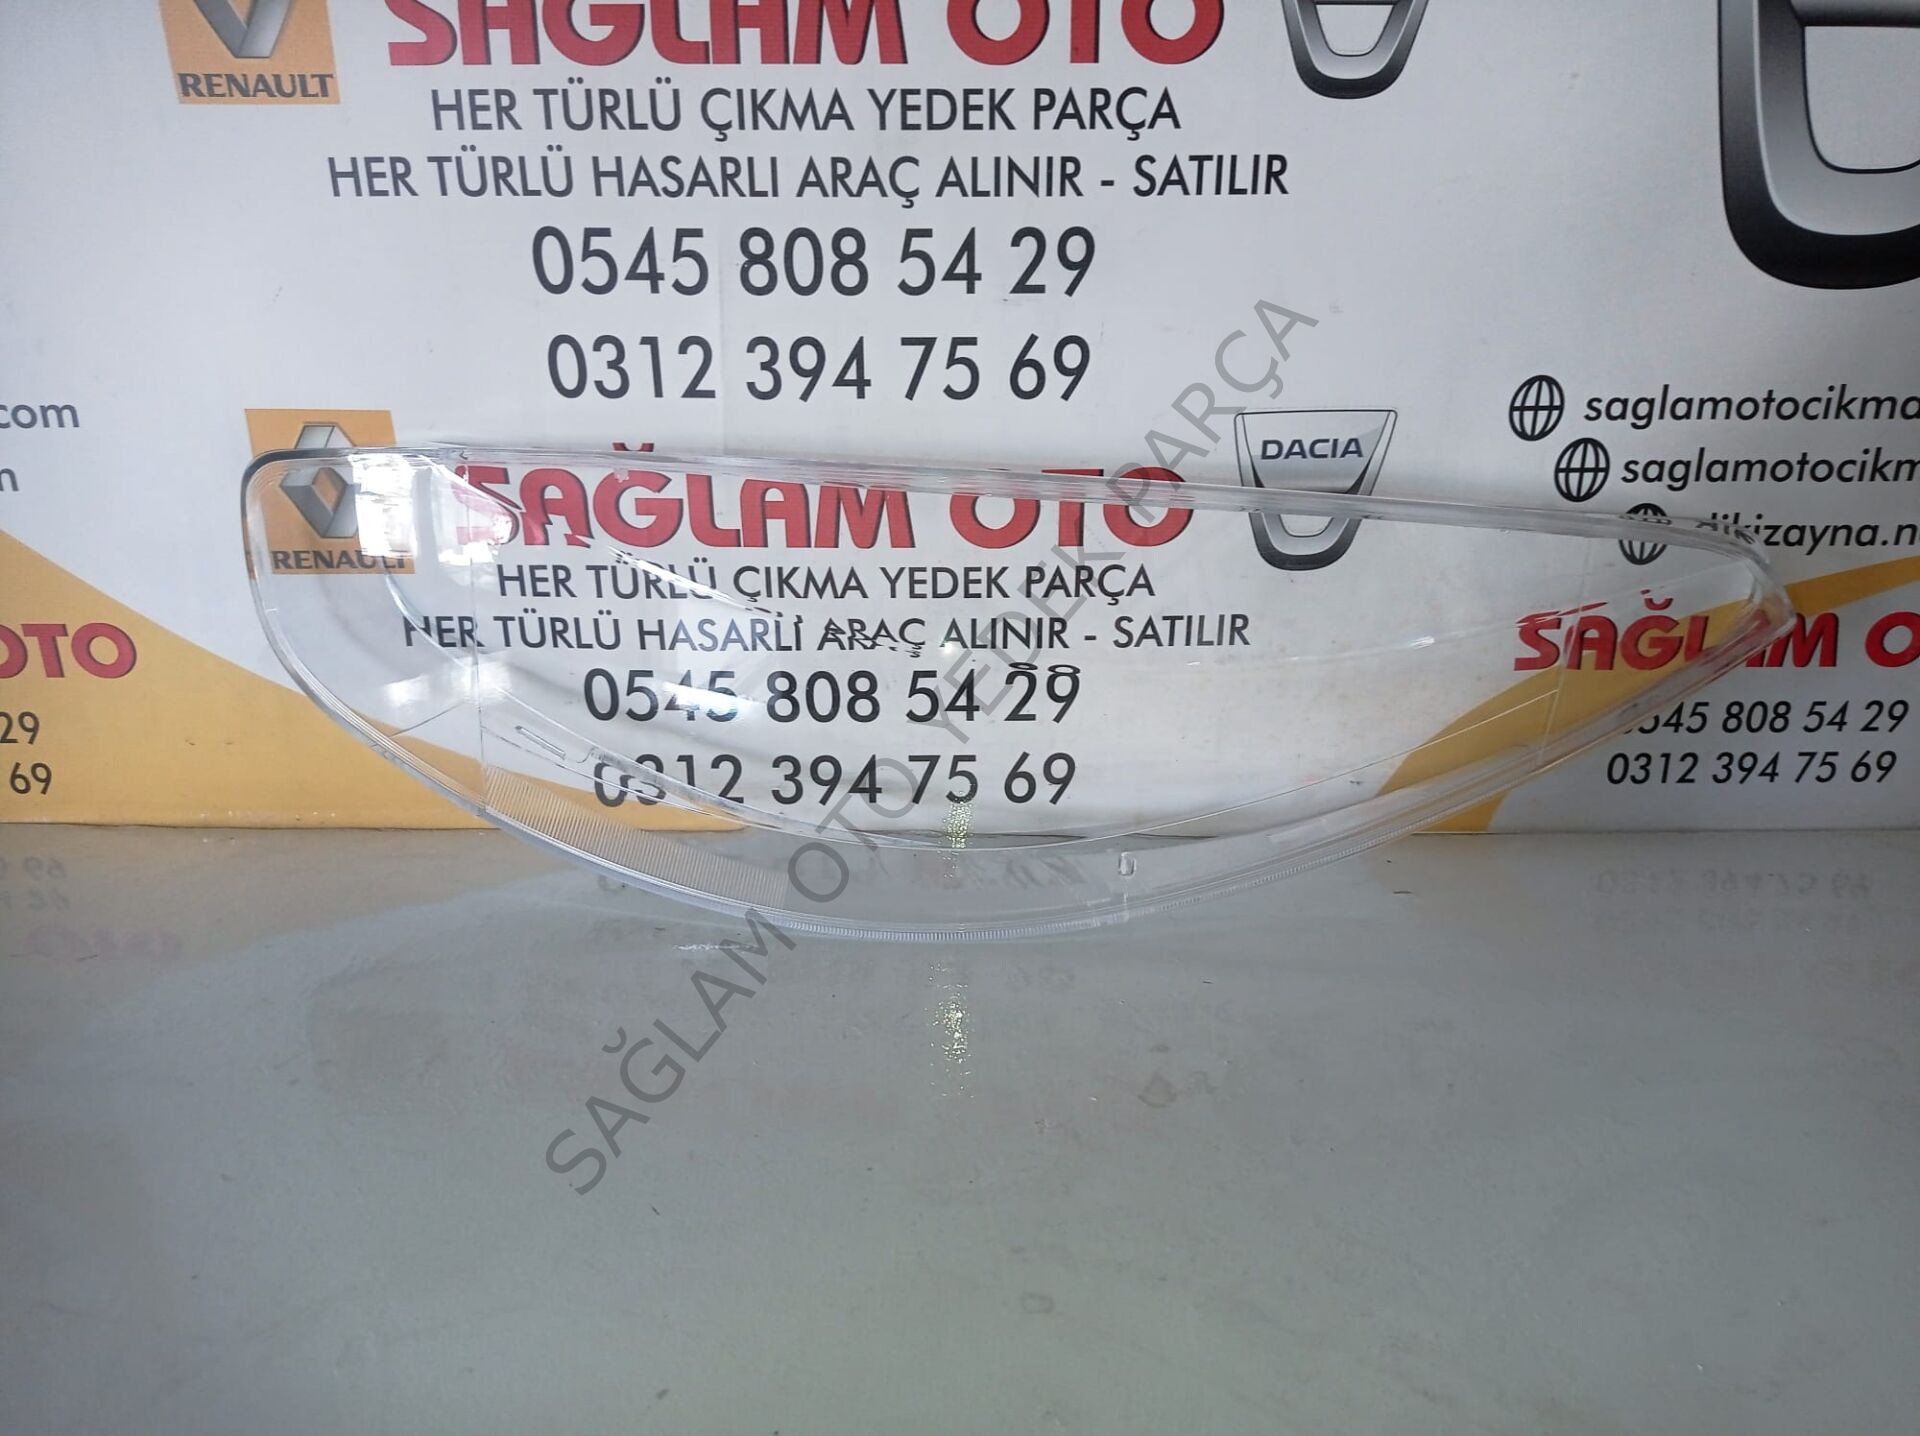 RENAULT
SAĞLAM OTO
HER TÜRLÜ ÇIKMA YEDEK PARÇA
HER TÜRLÜ HASARLI ARAÇ ALINIR - SATILIR
0545 808 54 29
0312 394 75 69
.com
m
saglamotocikma
saglamotocikm
dikizayna.n
RENAULT
SAĞLAM OTO
DACIA
HER TÜRLÜ ÇIKMA YEDEK PARÇA
HER TÜRLÜ HASARLI ARAÇ ALINIR - SATILIR
0545 808 54 29
0312 394 75 69
OTO
29
69
SAĞLAM O
0545 808 54 29
0312 394 75 69
SAĞLAM OTO YEDEK PARÇA